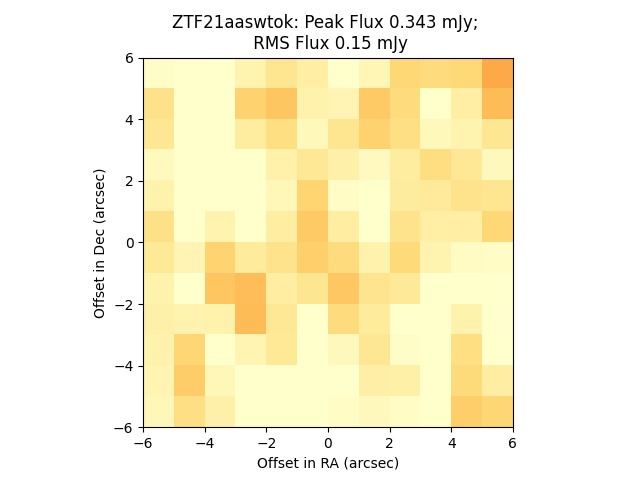 ZTF21aaswtok: Peak Flux 0.343 mJy;
RMS Flux 0.15 mJy
6
4
2
0
−2
−4
−6
Offset in Dec (arcsec)
−6 −4 −2 0 2 4 6
Offset in RA (arcsec)